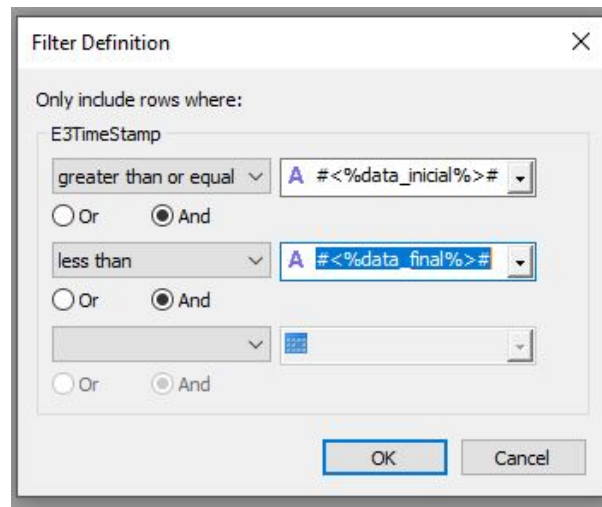 Filter Definition
Only include rows where:
E3TimeStamp
greater than or equal A #<%data_inicial%>#
Or And
less than A #<%data_final%>#
Or And
Or And
OK Cancel